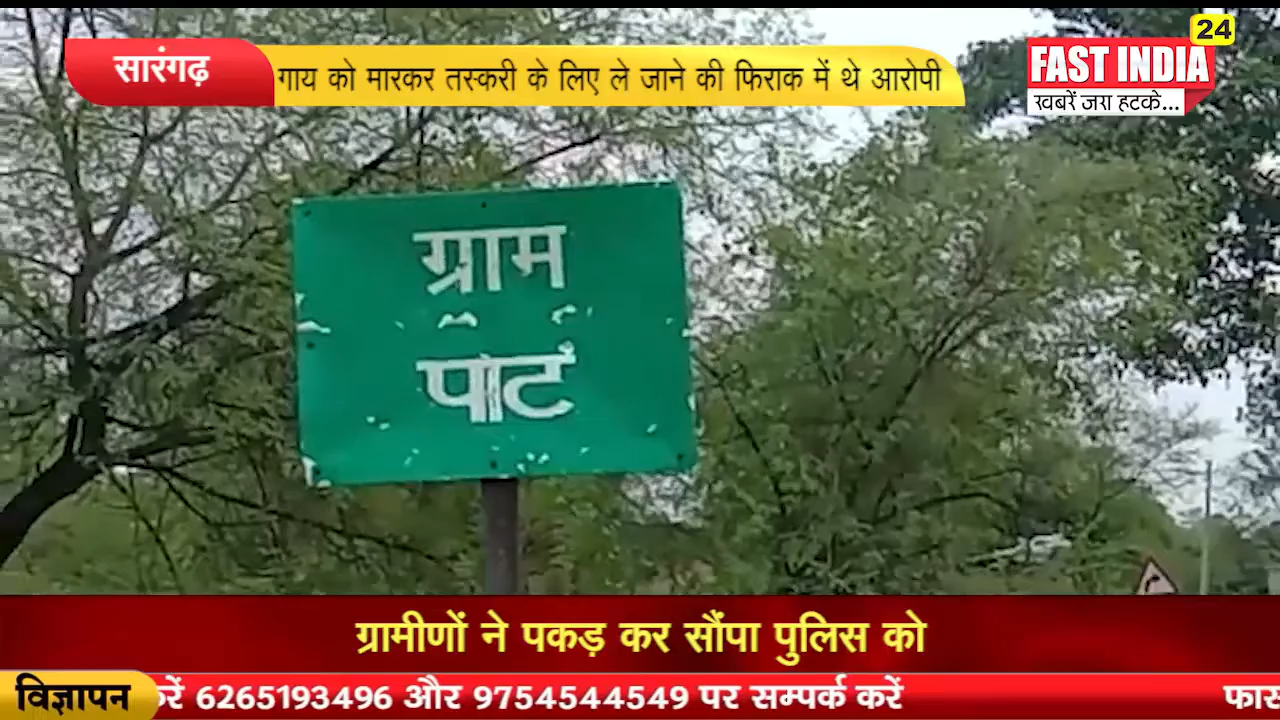 24
सारंगढ़
गाय को मारकर तस्करी के लिए ले जाने की फिराक में थे आरोपी
FAST INDIA
खबरें जरा हटके...
ग्राम
पाट
ग्रामीणों ने पकड़ कर सौंपा पुलिस को
विज्ञापन
रें 6265193496 और 9754544549 पर सम्पर्क करें
फास